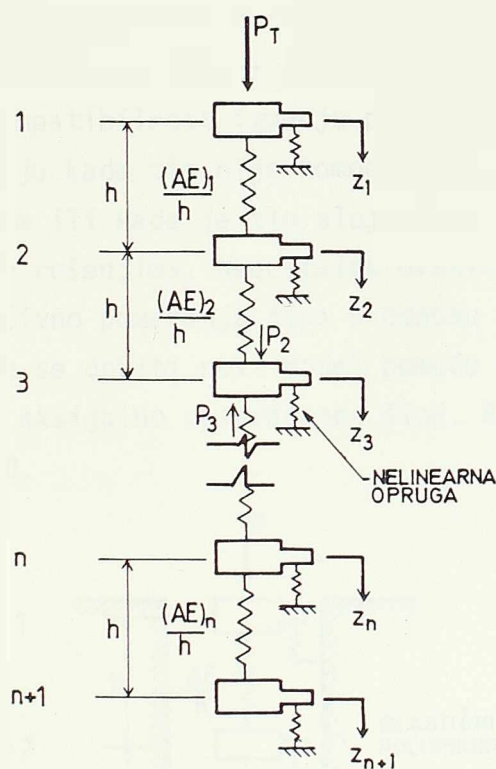 P_T
1
z_1
h
(AE)_1
h
2
z_2
h
(AE)_2
h
P_2
3
z_3
P_3
NELINEARNA
OPRUGA
n
z_n
h
(AE)_n
h
n+1
z_{n+1}